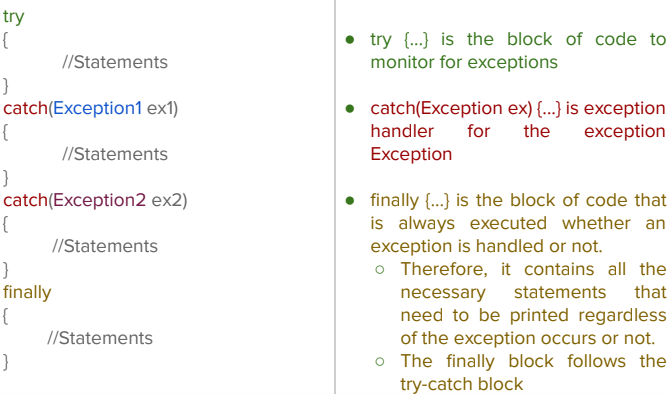 try
{
//Statements
}
catch(Exception1 ex1)
{
//Statements
}
catch(Exception2 ex2)
{
//Statements
}
finally
{
//Statements
}
● try {...} is the block of code to
monitor for exceptions
● catch(Exception ex) {...} is exception
handler for the exception
Exception
● finally {...} is the block of code that
is always executed whether an
exception is handled or not.
○ Therefore, it contains all the
necessary statements that
need to be printed regardless
of the exception occurs or not.
○ The finally block follows the
try-catch block